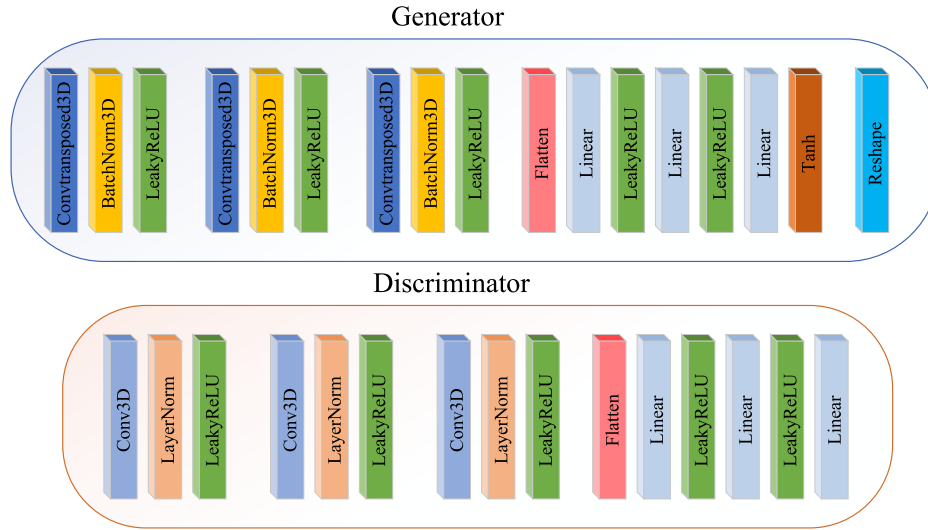 Generator
Convtransposed3D
BatchNorm3D
LeakyReLU
Convtransposed3D
BatchNorm3D
LeakyReLU
Convtransposed3D
BatchNorm3D
LeakyReLU
Flatten
Linear
LeakyReLU
Linear
LeakyReLU
Linear
Tanh
Reshape
Discriminator
Conv3D
LayerNorm
LeakyReLU
Conv3D
LayerNorm
LeakyReLU
Conv3D
LayerNorm
LeakyReLU
Flatten
Linear
LeakyReLU
Linear
LeakyReLU
Linear